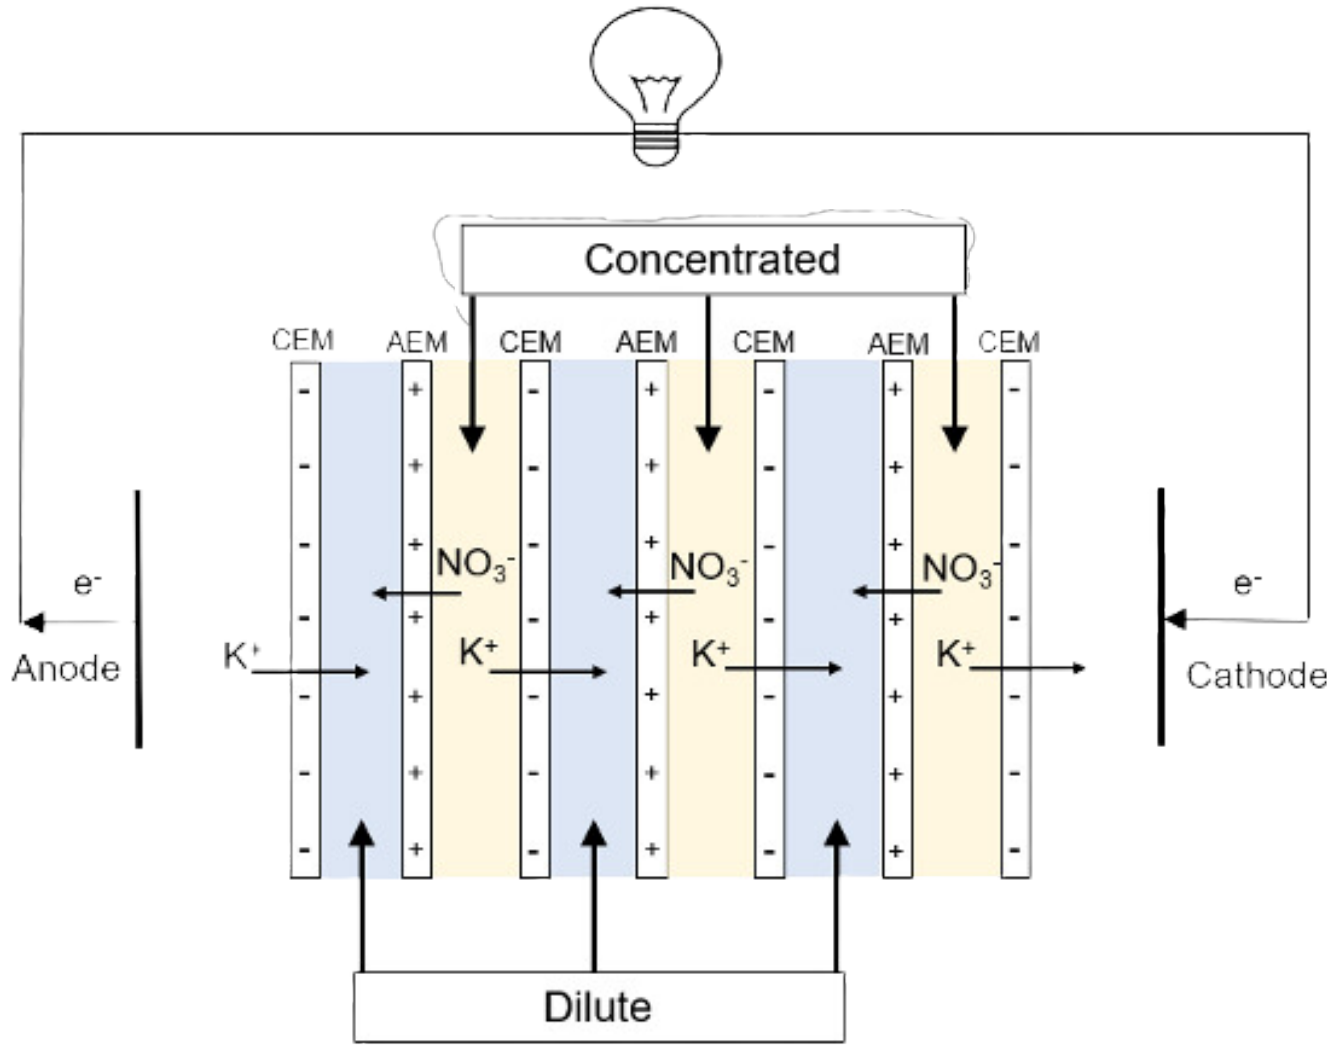 Concentrated
CEM AEM CEM AEM CEM AEM CEM
- + - + - + -
- + - + - + -
- + - + - + -
NO₃⁻ NO₃⁻ NO₃⁻
e⁻ e⁻
- + - + - + -
K⁺ K⁺ K⁺ K⁺
Anode Cathode
- + - + - + -
- + - + - + -
- + - + - + -
Dilute